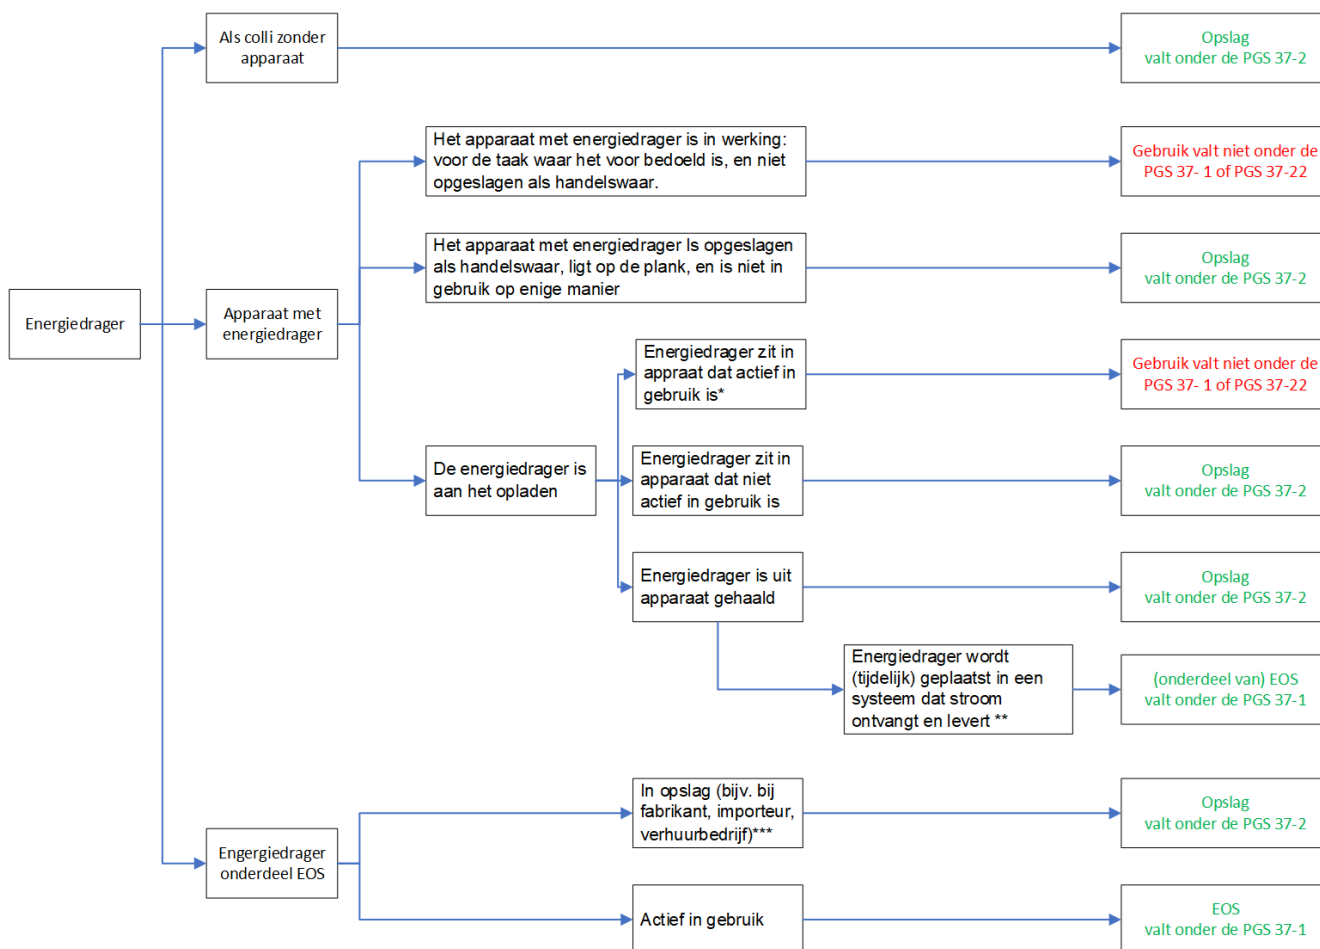 Als colli zonder
apparaat
Opslag
valt onder de PGS 37-2
Het apparaat met energiedrager is in werking:
voor de taak waar het voor bedoeld is, en niet
opgeslagen als handelswaar.
Gebruik valt niet onder de
PGS 37- 1 of PGS 37-22
Het apparaat met energiedrager Is opgeslagen
als handelswaar, ligt op de plank, en is niet in
gebruik op enige manier
Opslag
valt onder de PGS 37-2
Energiedrager
Apparaat met
energiedrager
Energiedrager zit in
appraat dat actief in
gebruik is*
Gebruik valt niet onder de
PGS 37- 1 of PGS 37-22
De energiedrager is
aan het opladen
Energiedrager zit in
apparaat dat niet
actief in gebruik is
Opslag
valt onder de PGS 37-2
Energiedrager is uit
apparaat gehaald
Opslag
valt onder de PGS 37-2
Energiedrager wordt
(tijdelijk) geplaatst in een
systeem dat stroom
ontvangt en levert **
(onderdeel van) EOS
valt onder de PGS 37-1
Engergiedrager
onderdeel EOS
In opslag (bijv. bij
fabrikant, importeur,
verhuurbedrijf)***
Opslag
valt onder de PGS 37-2
Actief in gebruik
EOS
valt onder de PGS 37-1